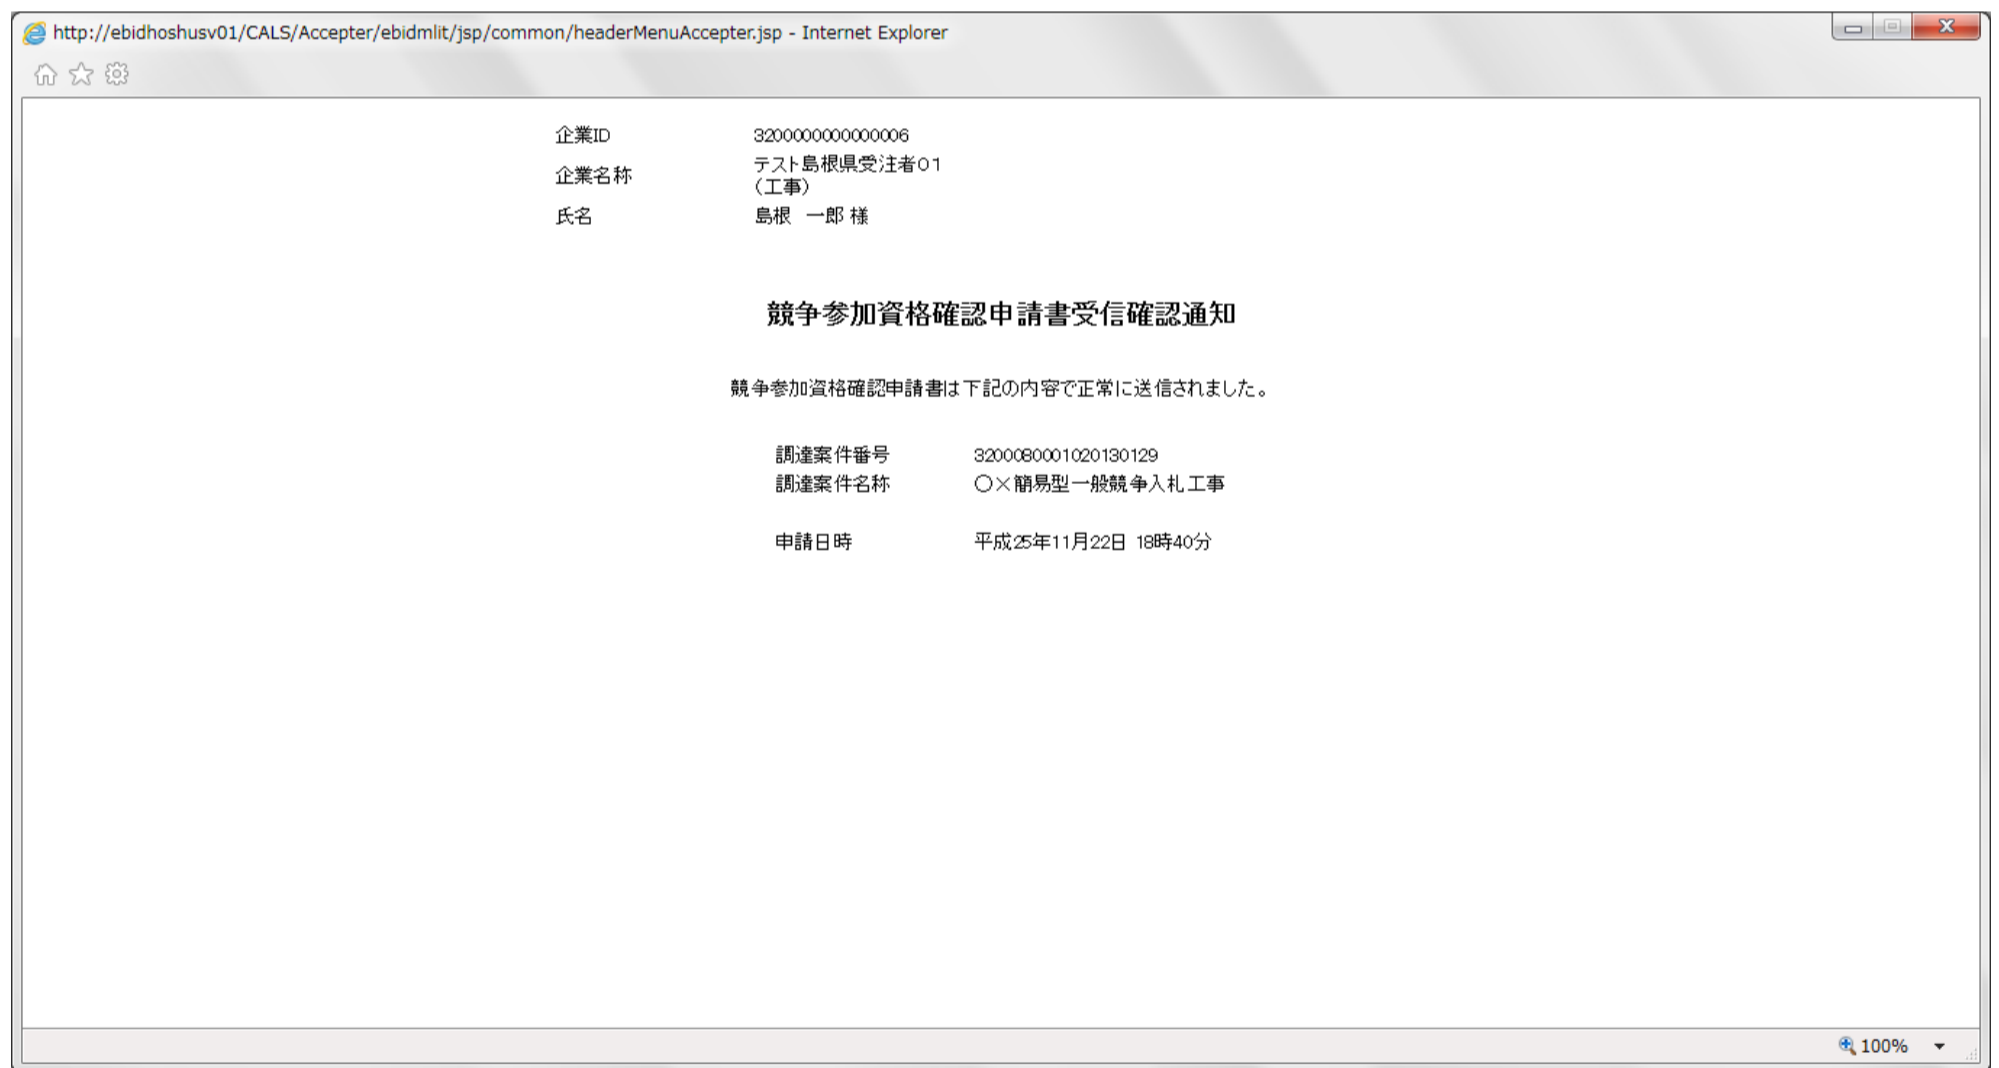 http://ebidhoshusv01/CALS/Accepter/ebidmlit/jsp/common/headerMenuAccepter.jsp - Internet Explorer
企業ID 3200000000000006
企業名称 テスト島根県受注者01
（工事）
氏名 島根　一郎 様
競争参加資格確認申請書受信確認通知
競争参加資格確認申請書は下記の内容で正常に送信されました。
調達案件番号 3200080001020130129
調達案件名称 〇×簡易型一般競争入札工事
申請日時 平成25年11月22日 18時40分
100%